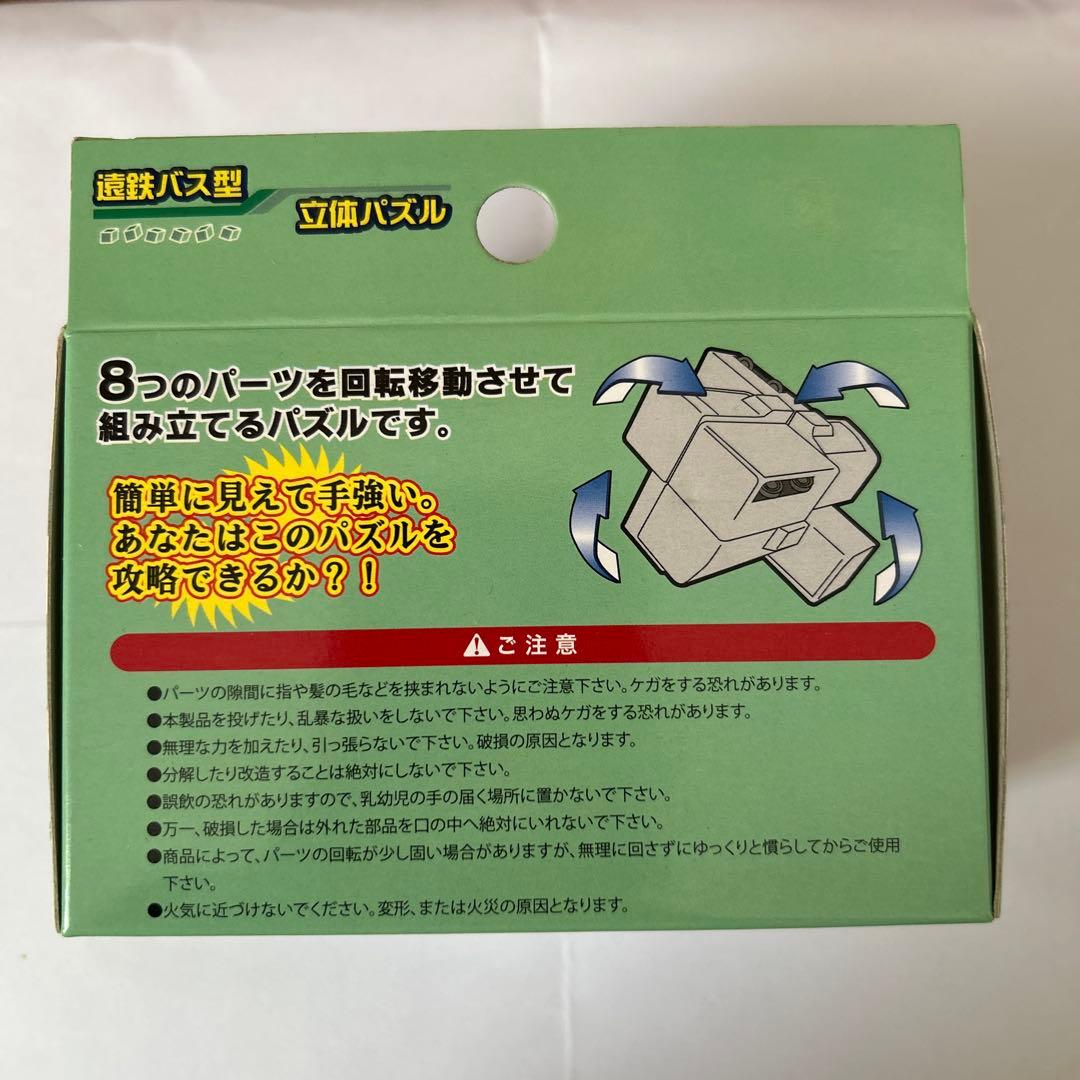 遠鉄バス型
立体パズル
8つのパーツを回転移動させて
組み立てるパズルです。
簡単に見えて手強い。
あなたはこのパズルを
攻略できるか?!
ご注意
●パーツの隙間に指や髪の毛などを挟まれないようにご注意下さい。ケガをする恐れがあります。
●本製品を投げたり、乱暴な扱いをしないで下さい。思わぬケガをする恐れがあります。
●無理な力を加えたり、引っ張らないで下さい。破損の原因となります。
●分解したり改造することは絶対にしないで下さい。
●誤飲の恐れがありますので、乳幼児の手の届く場所に置かないで下さい。
●万一、破損した場合は外れた部品を口の中へ絶対にいれないで下さい。
●商品によって、パーツの回転が少し固い場合がありますが、無理に回さずにゆっくりと慣らしてからご使用
下さい。
●火気に近づけないでください。変形、または火災の原因となります。